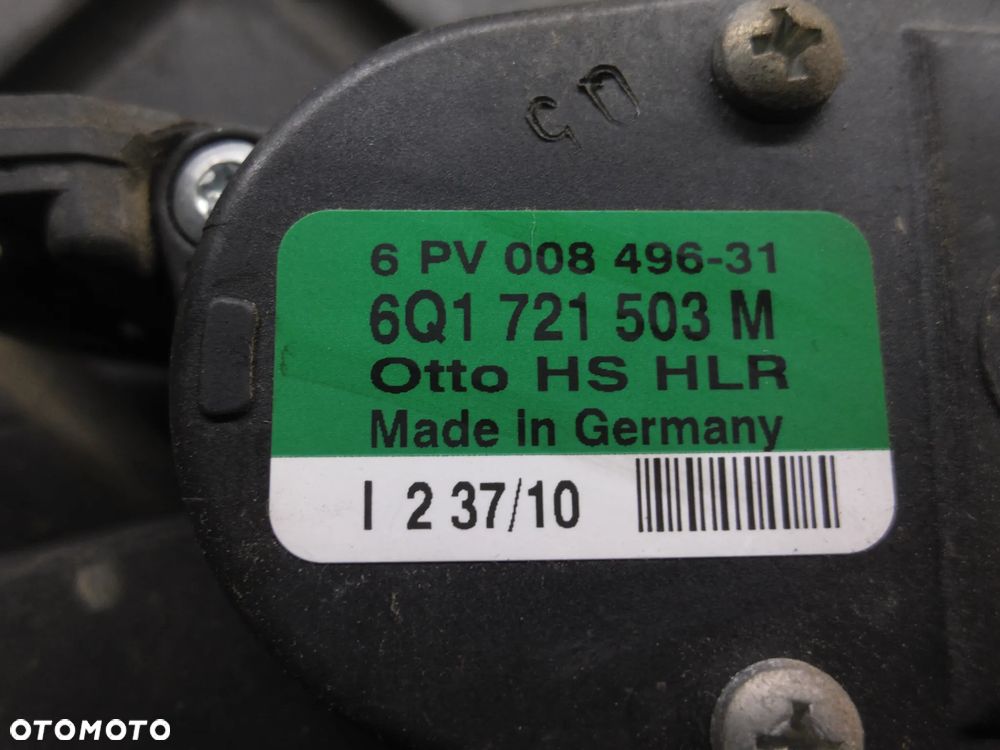 6 PV 008 496-31
6Q1 721 503 M
Otto HS HLR
Made in Germany
I 2 37/10
OTOMOTO